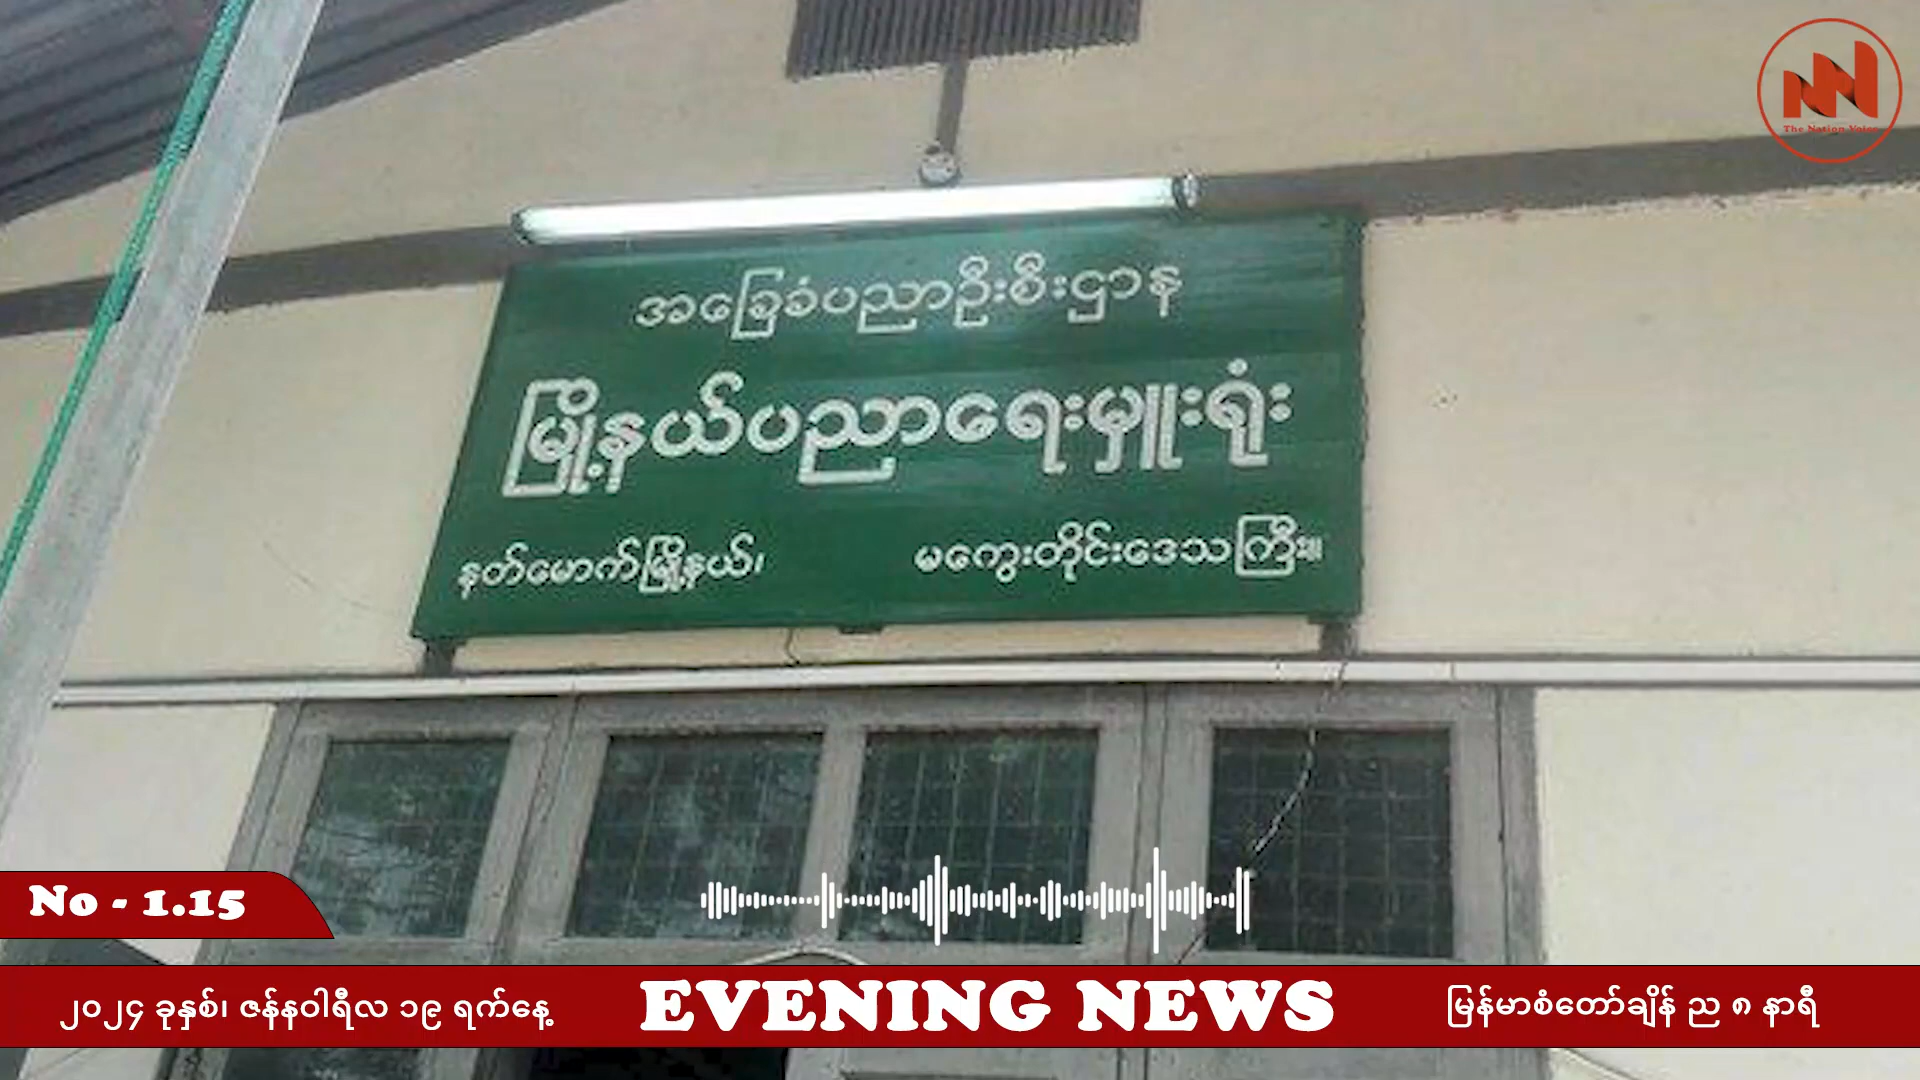 The Nation Voice
အခြေခံပညာဦးစီးဌာန
မြို့နယ်ပညာရေးမှူးရုံး
နတ်မောက်မြို့နယ်၊ မကွေးတိုင်းဒေသကြီး။
No - 1.15
၂၀၂၄ ခုနှစ်၊ ဇန်နဝါရီလ ၁၉ ရက်နေ့ EVENING NEWS မြန်မာစံတော်ချိန် ည ၈ နာရီ